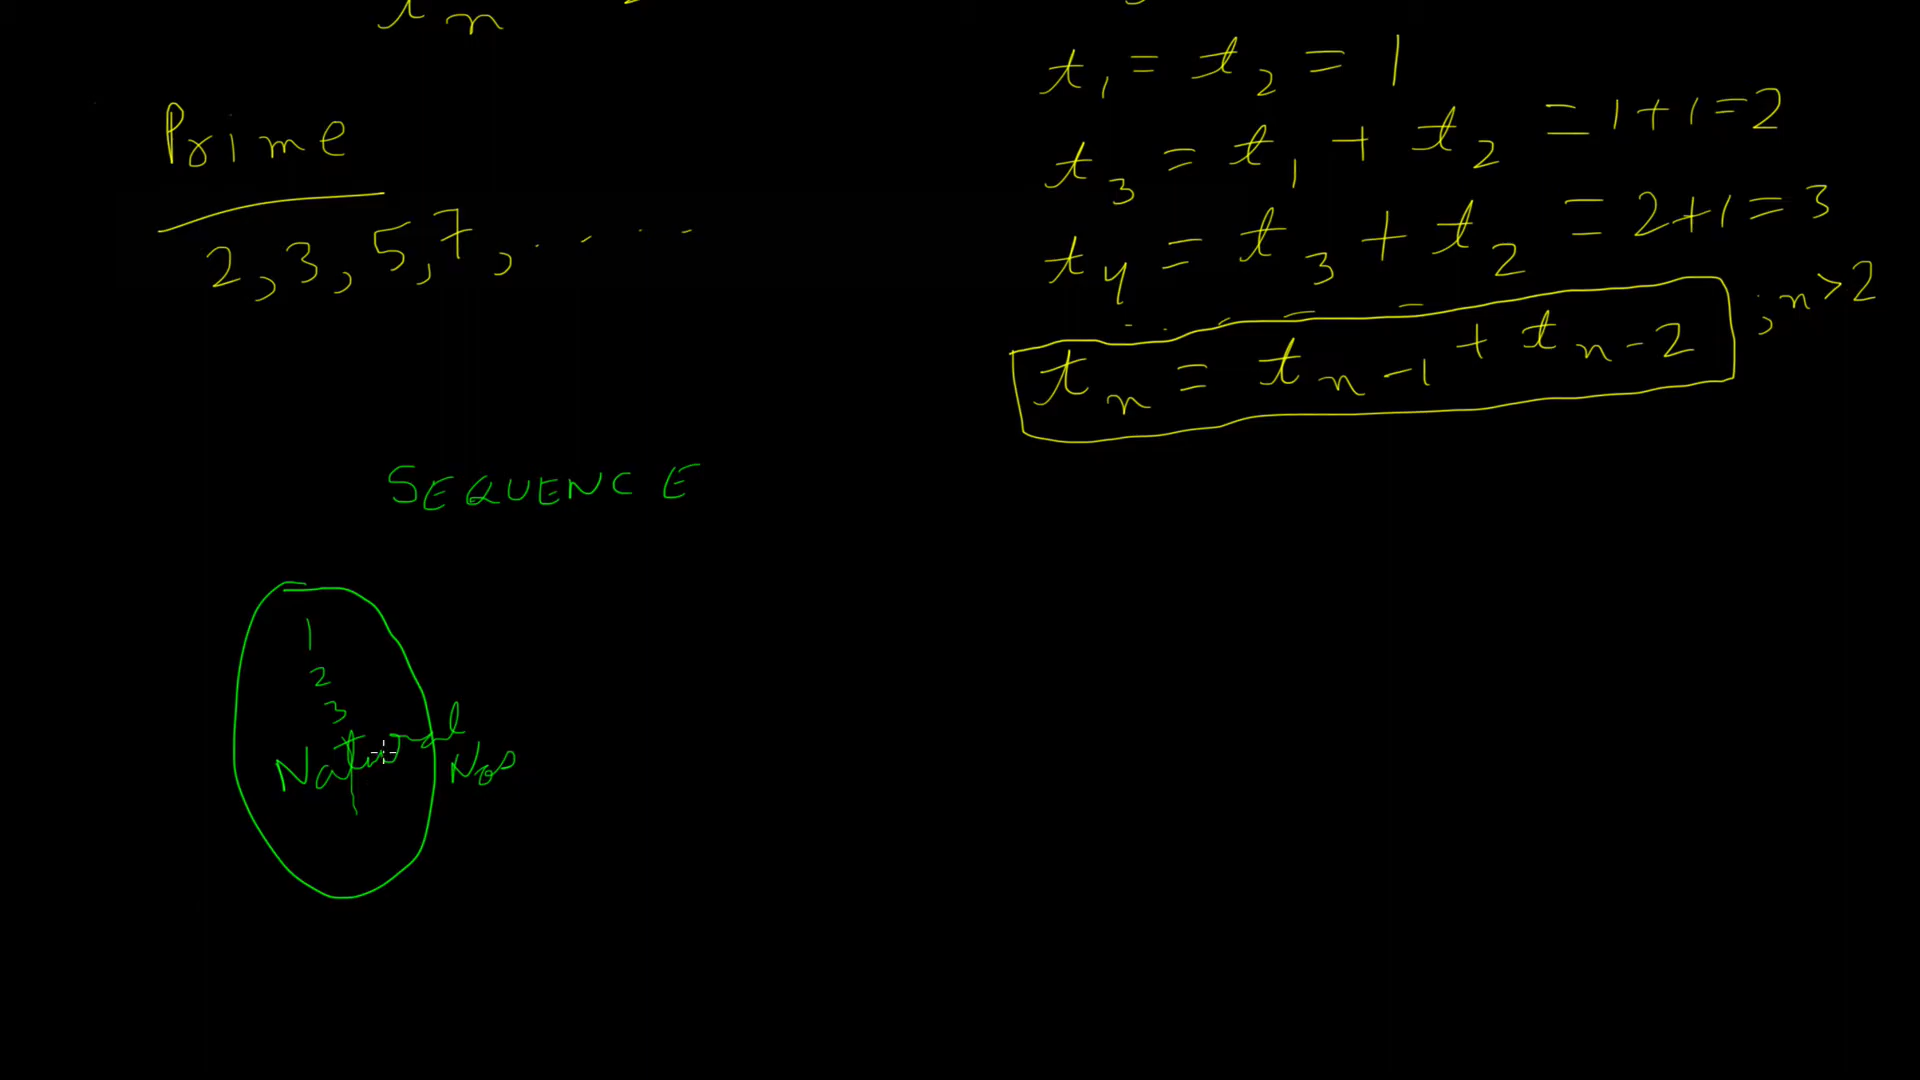 t n
Prime
2, 3, 5, 7, . . . . .
t1 = t2 = 1
t3 = t1 + t2 = 1 + 1 = 2
t4 = t3 + t2 = 2 + 1 = 3
tn = tn-1 + tn-2 ; n > 2
SEQUENCE
1
2
3
Natural
Nos